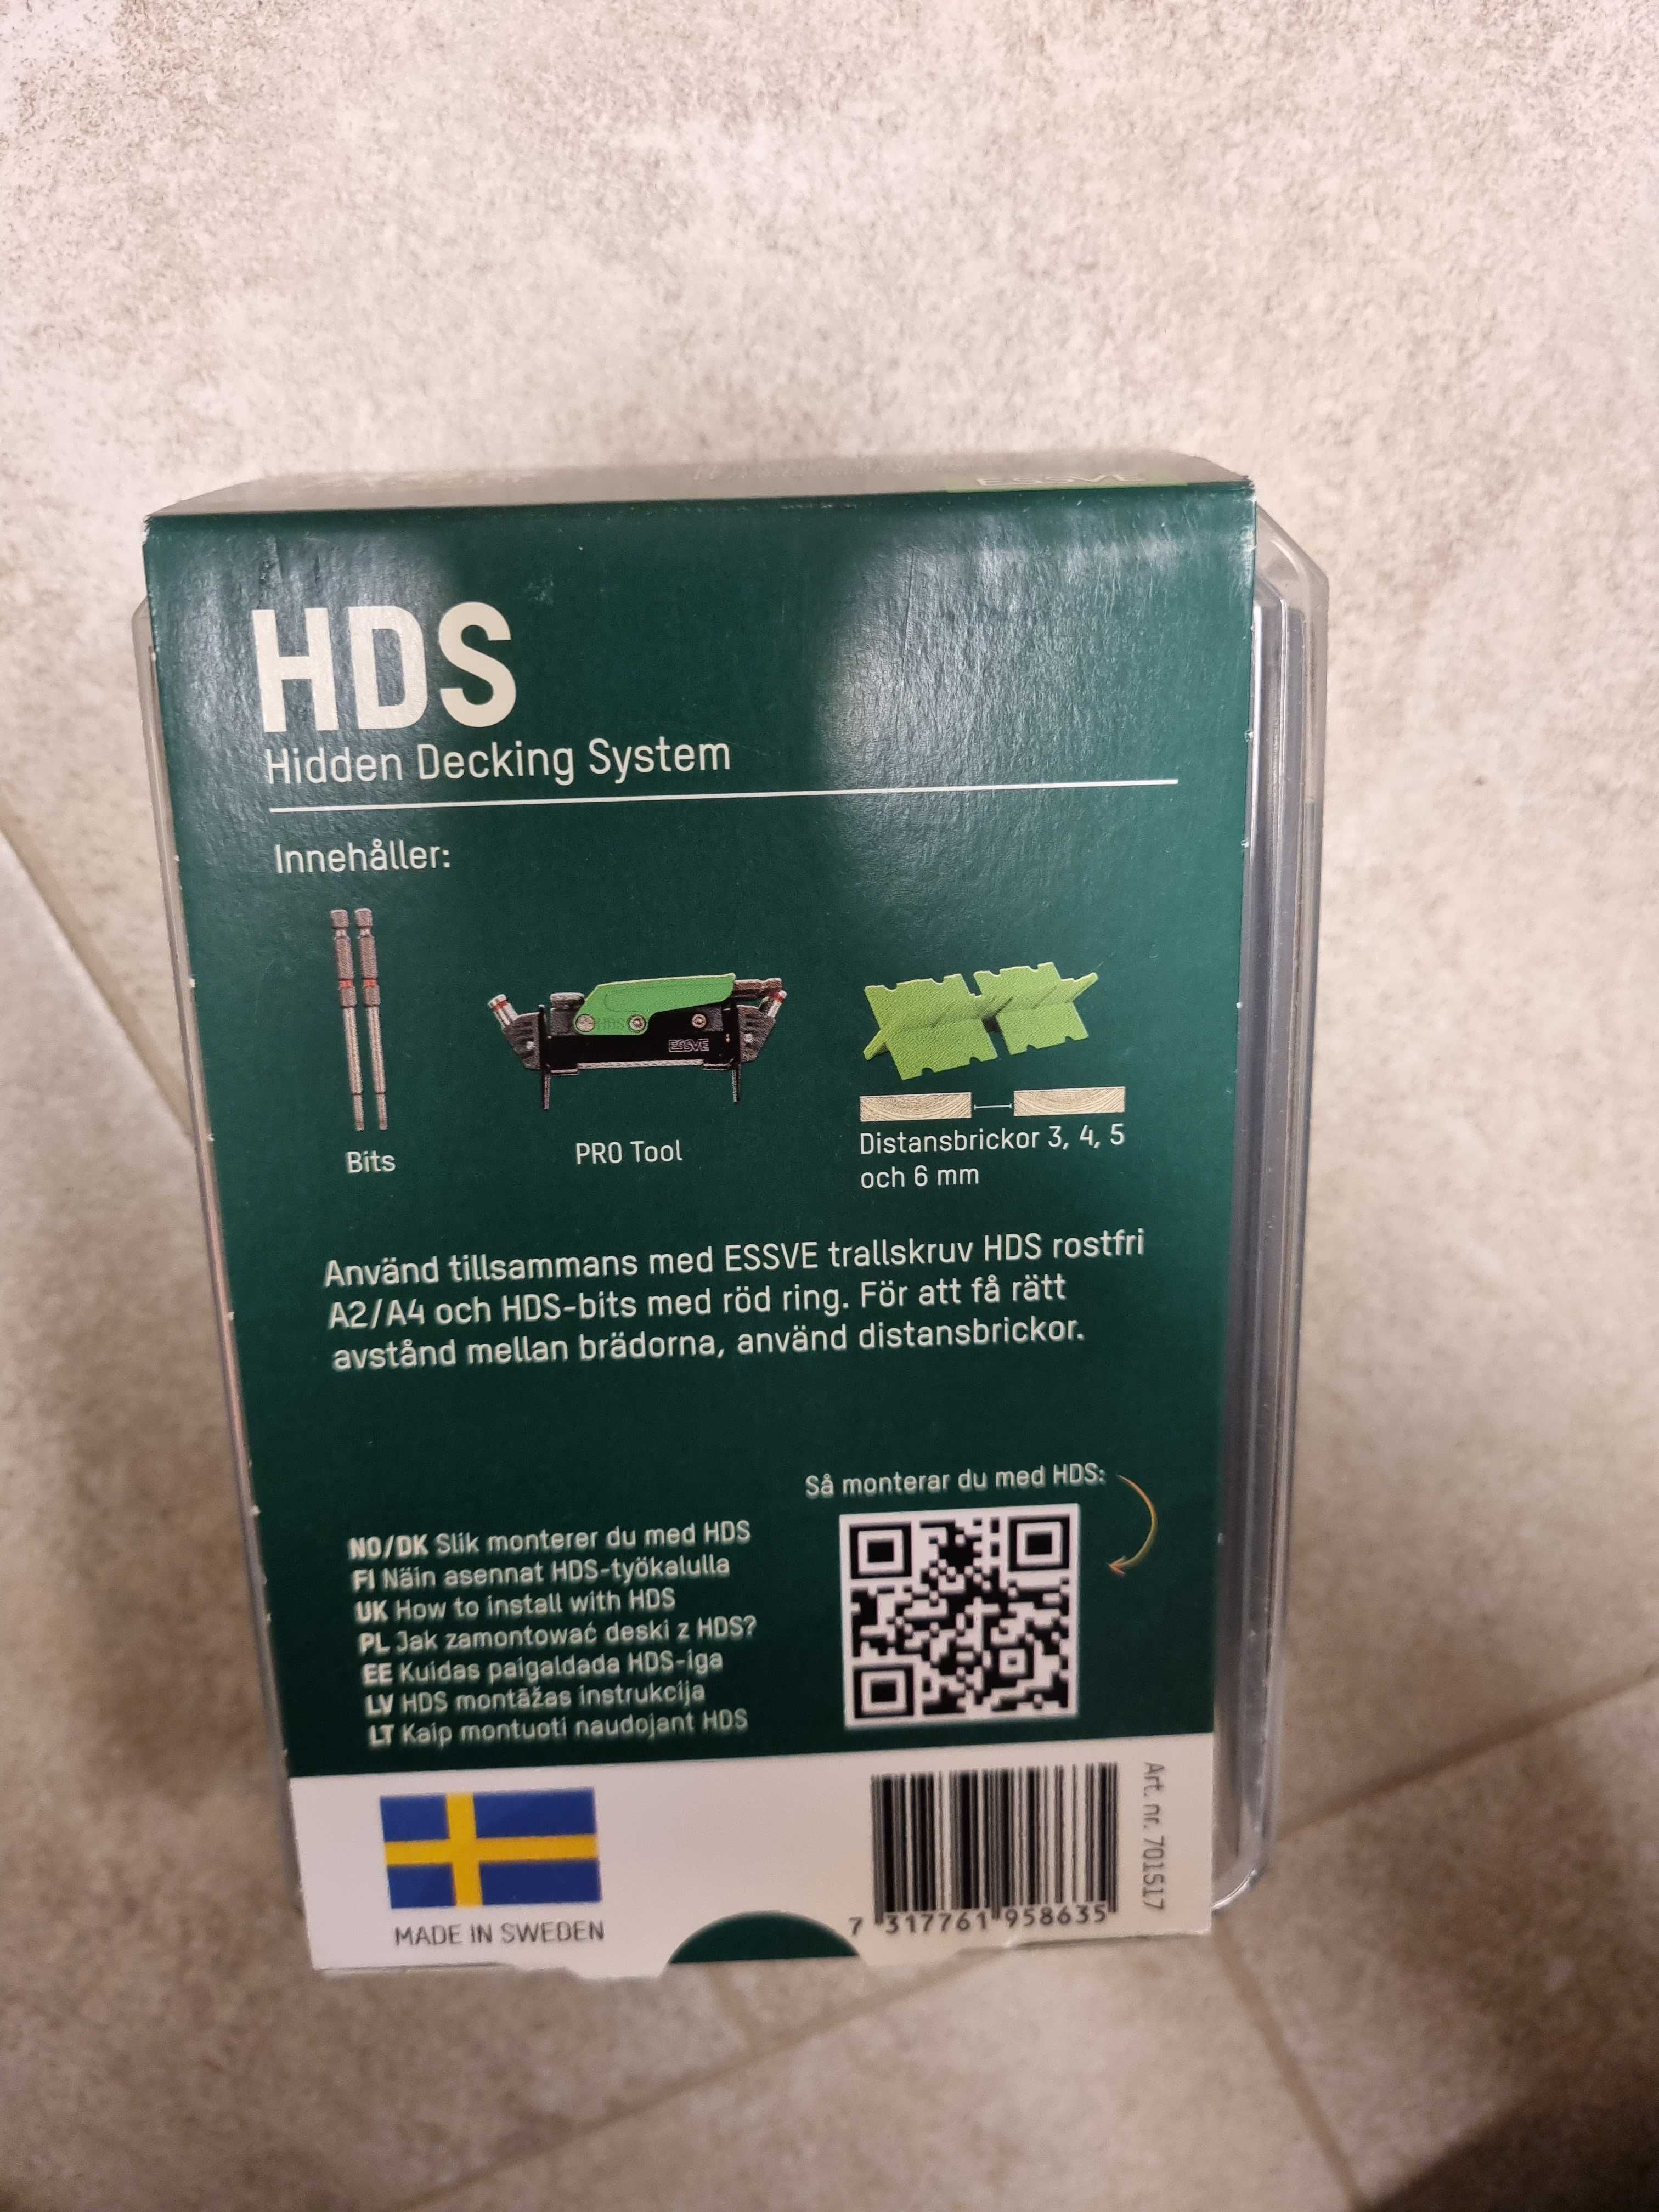 ESSVE
HDS
Hidden Decking System
Innehåller:
HDS
ESSVE
Bits
PRO Tool
Distansbrickor 3, 4, 5
och 6 mm
Använd tillsammans med ESSVE trallskruv HDS rostfri
A2/A4 och HDS-bits med röd ring. För att få rätt
avstånd mellan brädorna, använd distansbrickor.
Så monterar du med HDS:
NO/DK Slik monterer du med HDS
FI Näin asennat HDS-työkalulla
UK How to install with HDS
PL Jak zamontować deski z HDS?
EE Kuidas paigaldada HDS-iga
LV HDS montāžas instrukcija
LT Kaip montuoti naudojant HDS
MADE IN SWEDEN
7 317761 958635
Art. nr. 701517